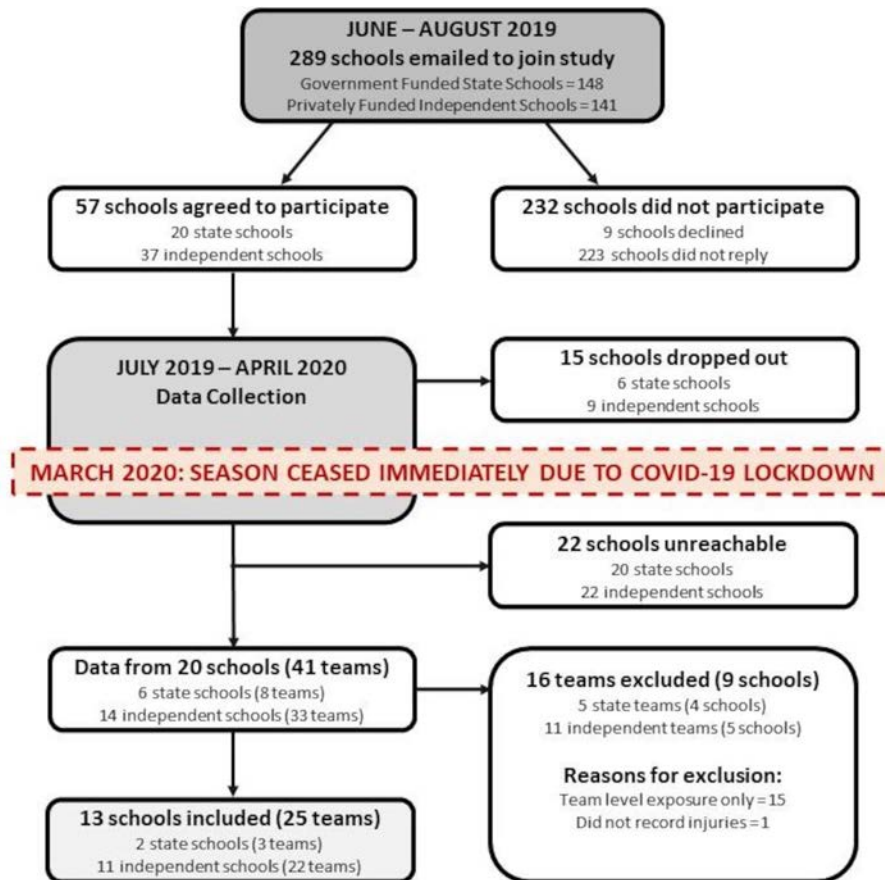 JUNE – AUGUST 2019
289 schools emailed to join study
Government Funded State Schools = 148
Privately Funded Independent Schools = 141
57 schools agreed to participate
20 state schools
37 independent schools
232 schools did not participate
9 schools declined
223 schools did not reply
JULY 2019 – APRIL 2020
Data Collection
15 schools dropped out
6 state schools
9 independent schools
MARCH 2020: SEASON CEASED IMMEDIATELY DUE TO COVID-19 LOCKDOWN
22 schools unreachable
20 state schools
22 independent schools
Data from 20 schools (41 teams)
6 state schools (8 teams)
14 independent schools (33 teams)
16 teams excluded (9 schools)
5 state teams (4 schools)
11 independent teams (5 schools)
Reasons for exclusion:
Team level exposure only = 15
Did not record injuries = 1
13 schools included (25 teams)
2 state schools (3 teams)
11 independent schools (22 teams)